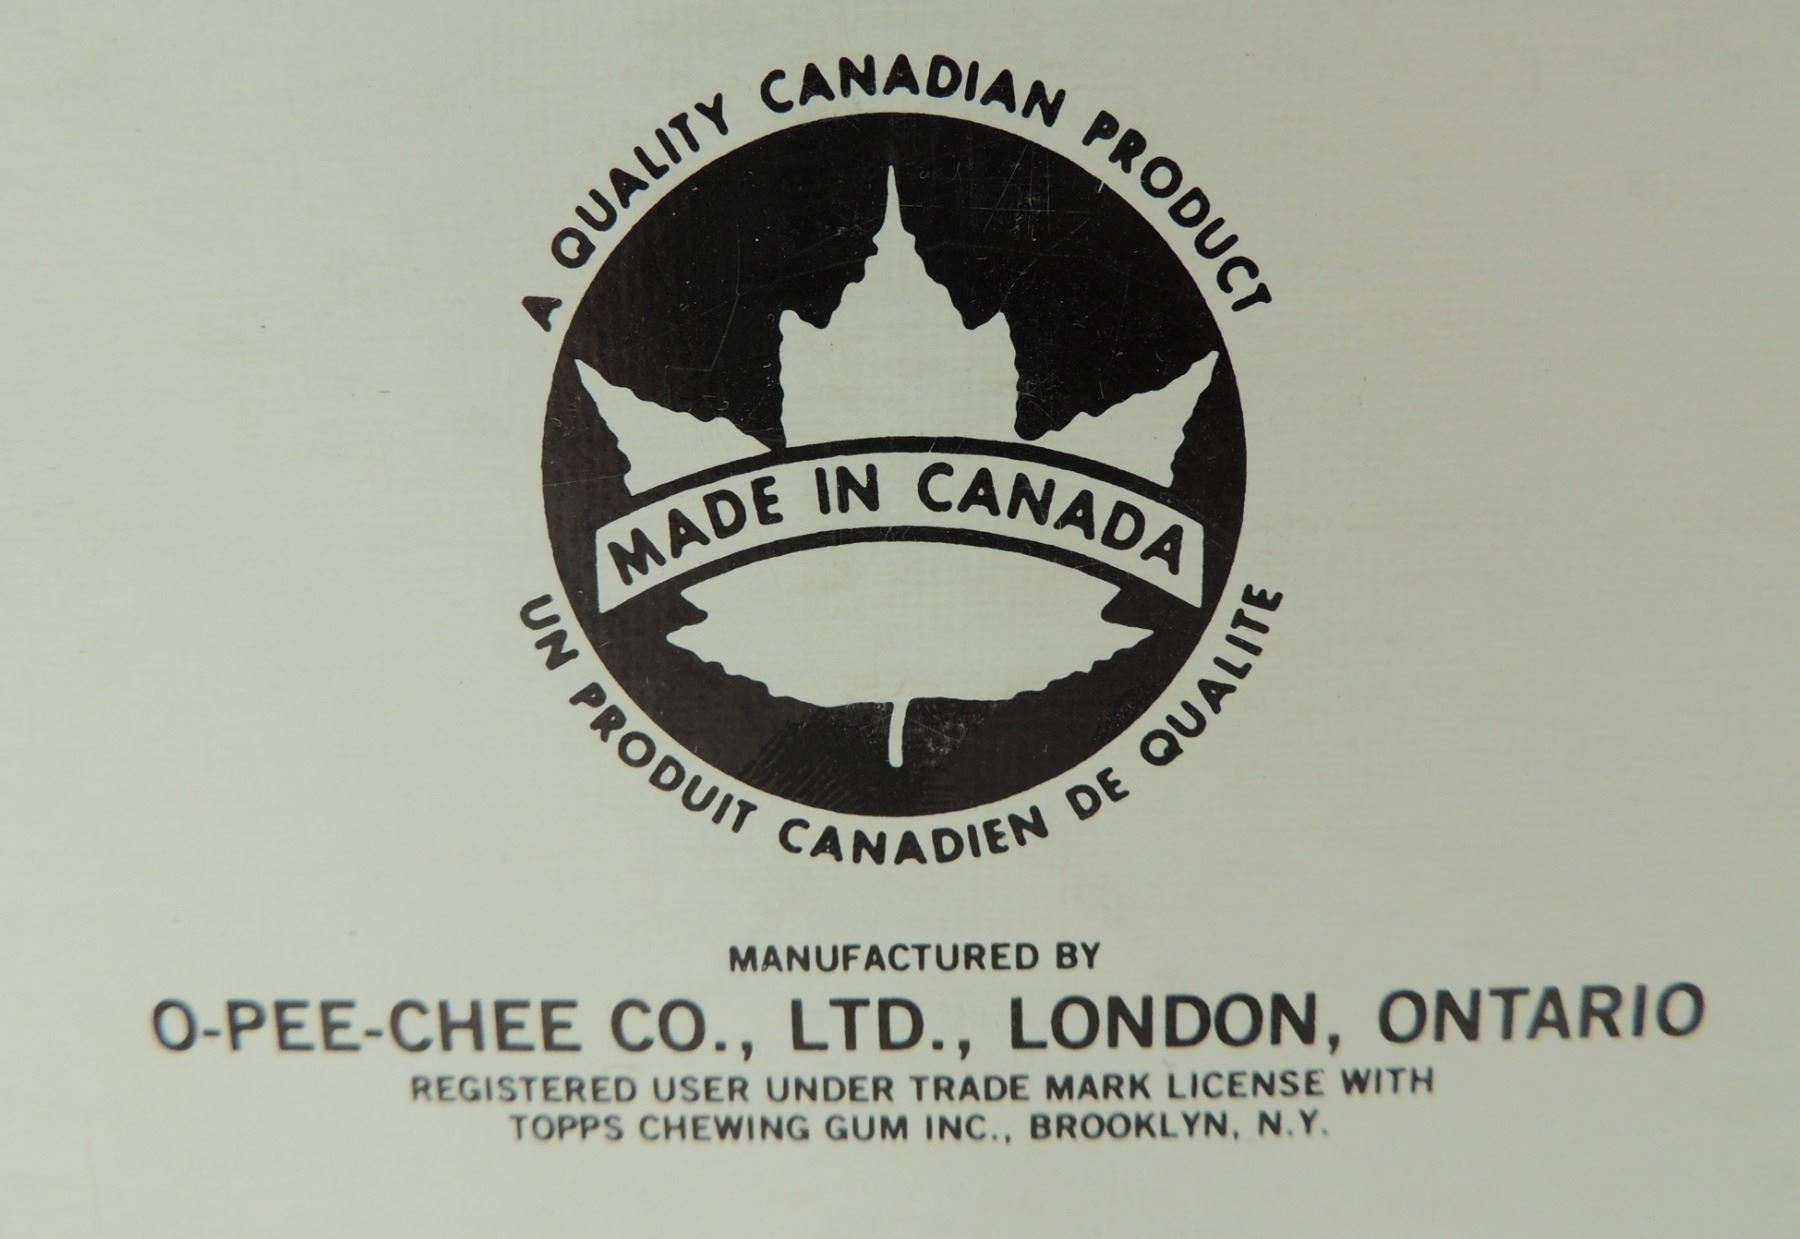 A QUALITY CANADIAN PRODUCT
MADE IN CANADA
UN PRODUIT CANADIEN DE QUALITE
MANUFACTURED BY
O-PEE-CHEE CO., LTD., LONDON, ONTARIO
REGISTERED USER UNDER TRADE MARK LICENSE WITH
TOPPS CHEWING GUM INC., BROOKLYN, N.Y.